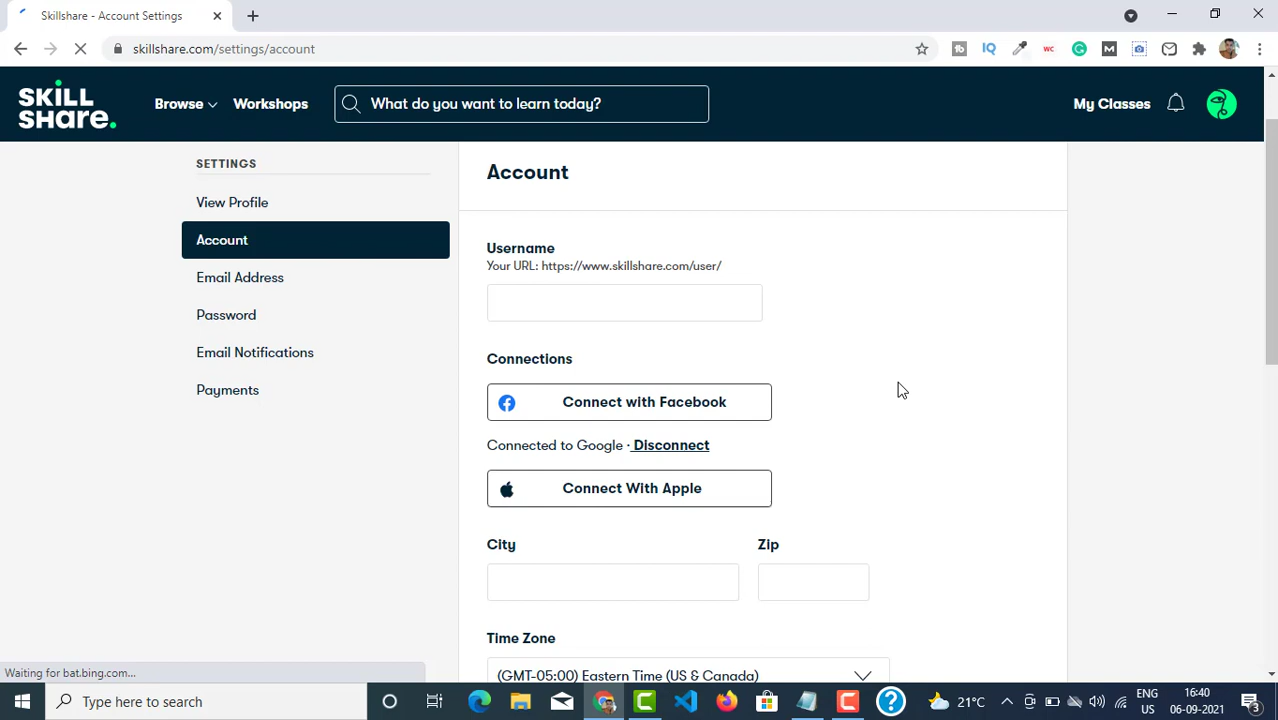 Skillshare - Account Settings
skillshare.com/settings/account
tb
IQ
WC
M
SKILL
SHARE.
Browse
Workshops
What do you want to learn today?
My Classes
SETTINGS
View Profile
Account
Email Address
Password
Email Notifications
Payments
Account
Username
Your URL: https://www.skillshare.com/user/
Connections
Connect with Facebook
Connected to Google · Disconnect
Connect With Apple
City
Zip
Time Zone
(GMT-05:00) Eastern Time (US & Canada)
Waiting for bat.bing.com...
Type here to search
21°C
ENG
US
16:40
06-09-2021
3